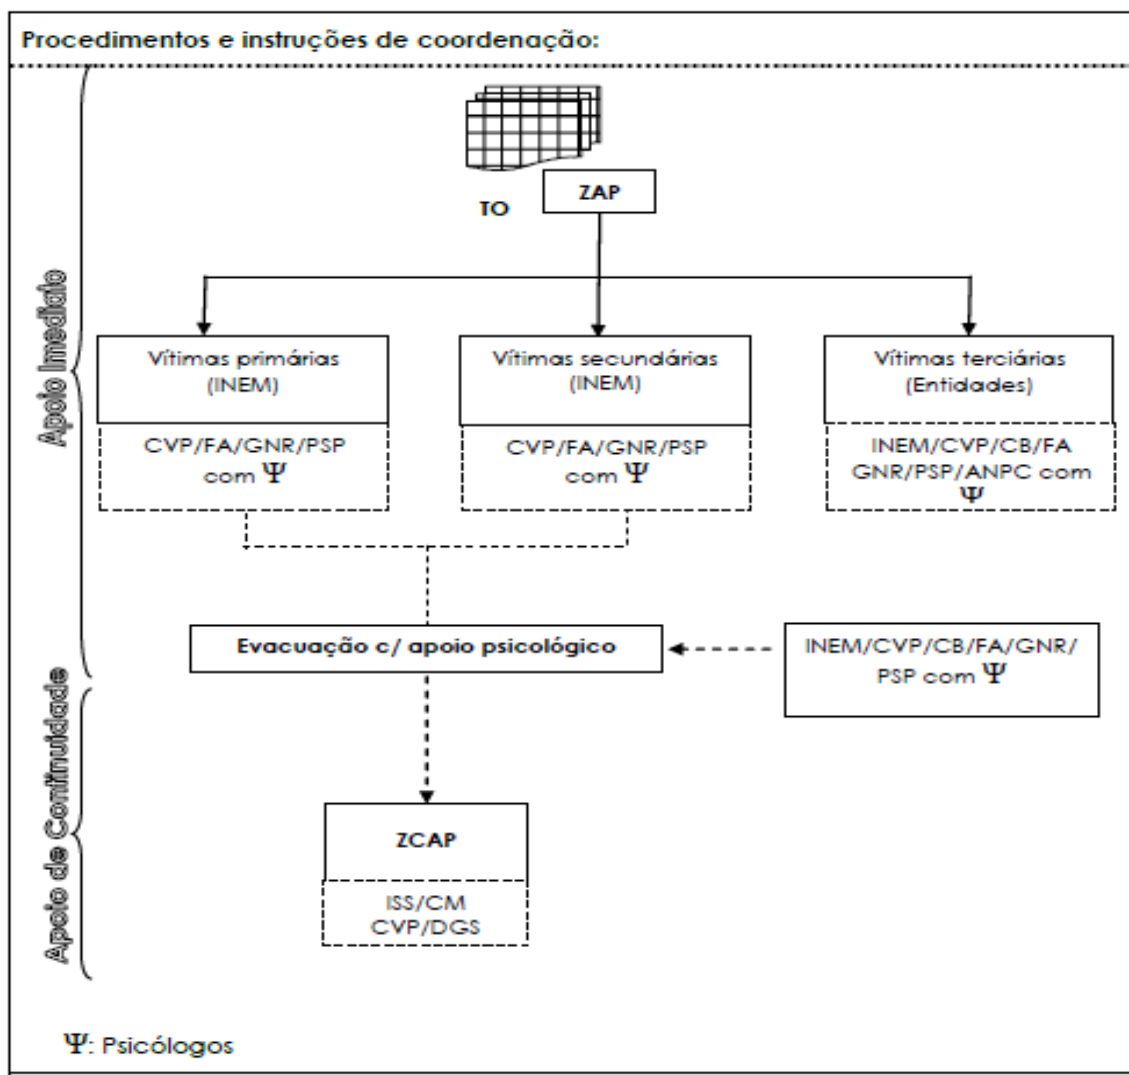 Procedimentos e instruções de coordenação:
TO
ZAP
Apoio Imediato
Vítimas primárias
(INEM)
CVP/FA/GNR/PSP
com Ψ
Vítimas secundárias
(INEM)
CVP/FA/GNR/PSP
com Ψ
Vítimas terciárias
(Entidades)
INEM/CVP/CB/FA
GNR/PSP/ANPC com
Ψ
Evacuação c/ apoio psicológico
INEM/CVP/CB/FA/GNR/
PSP com Ψ
Apoio de Continuidade
ZCAP
ISS/CM
CVP/DGS
Ψ: Psicólogos